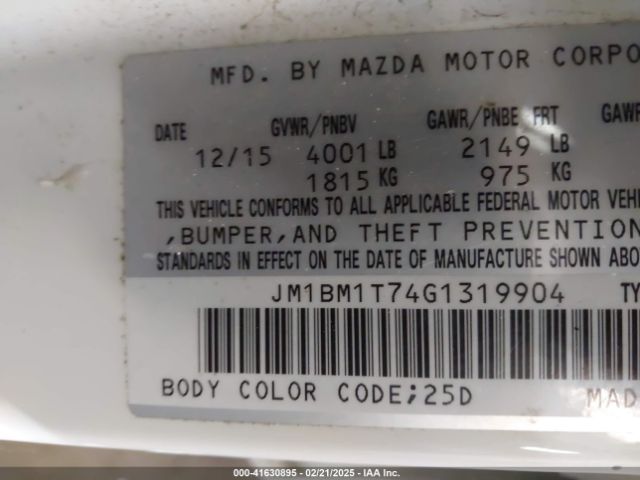 MFD. BY MAZDA MOTOR CORPO
DATE GVWR/PNBV GAWR/PNBE FRT GAWR
12/15 4001 LB 2149 LB
1815 KG 975 KG
THIS VEHICLE CONFORMS TO ALL APPLICABLE FEDERAL MOTOR VEHI
,BUMPER,AND THEFT PREVENTION
STANDARDS IN EFFECT ON THE DATE OF MANUFACTURE SHOWN ABO
JM1BM1T74G1319904 TY
BODY COLOR CODE;25D MAD
000-41630895 - 02/21/2025 - IAA Inc.